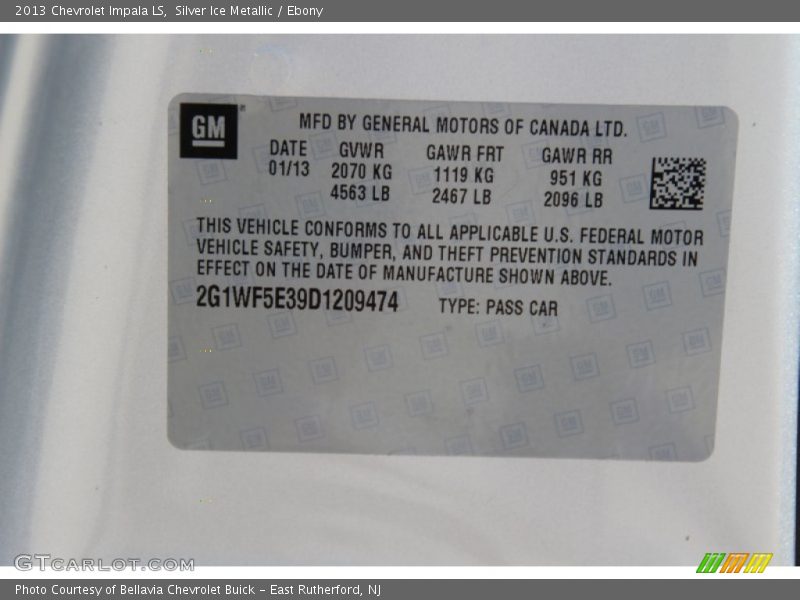 2013 Chevrolet Impala LS,  Silver Ice Metallic / Ebony
GM
MFD BY GENERAL MOTORS OF CANADA LTD.
DATE GVWR GAWR FRT GAWR RR
01/13 2070 KG 1119 KG 951 KG
4563 LB 2467 LB 2096 LB
THIS VEHICLE CONFORMS TO ALL APPLICABLE U.S. FEDERAL MOTOR
VEHICLE SAFETY, BUMPER, AND THEFT PREVENTION STANDARDS IN
EFFECT ON THE DATE OF MANUFACTURE SHOWN ABOVE.
2G1WF5E39D1209474 TYPE: PASS CAR
GTCARLOT.COM
Photo Courtesy of Bellavia Chevrolet Buick – East Rutherford, NJ